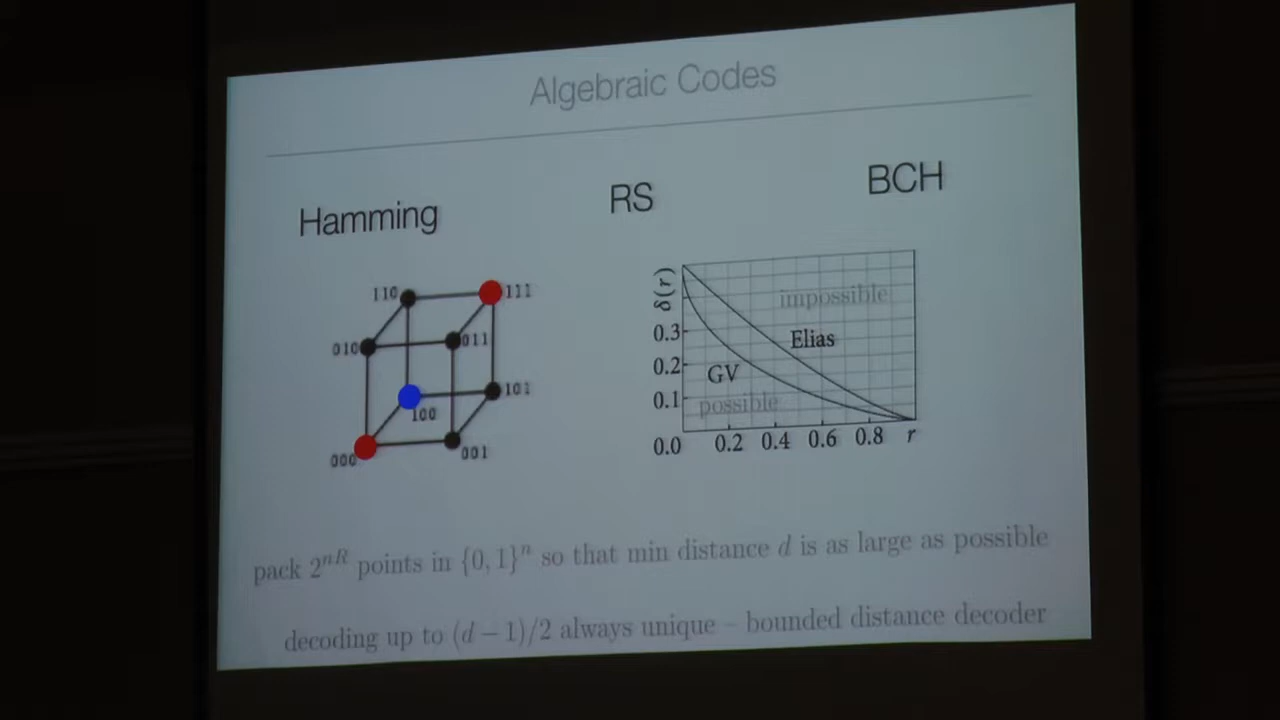 Algebraic Codes
Hamming
RS
BCH
110
111
010
011
101
100
000
001
δ(r)
0.3
0.2
0.1
0.0
0.2 0.4 0.6 0.8 r
impossible
Elias
GV
possible
pack 2^{nR} points in {0, 1}^n so that min distance d is as large as possible
decoding up to (d − 1)/2 always unique – bounded distance decoder